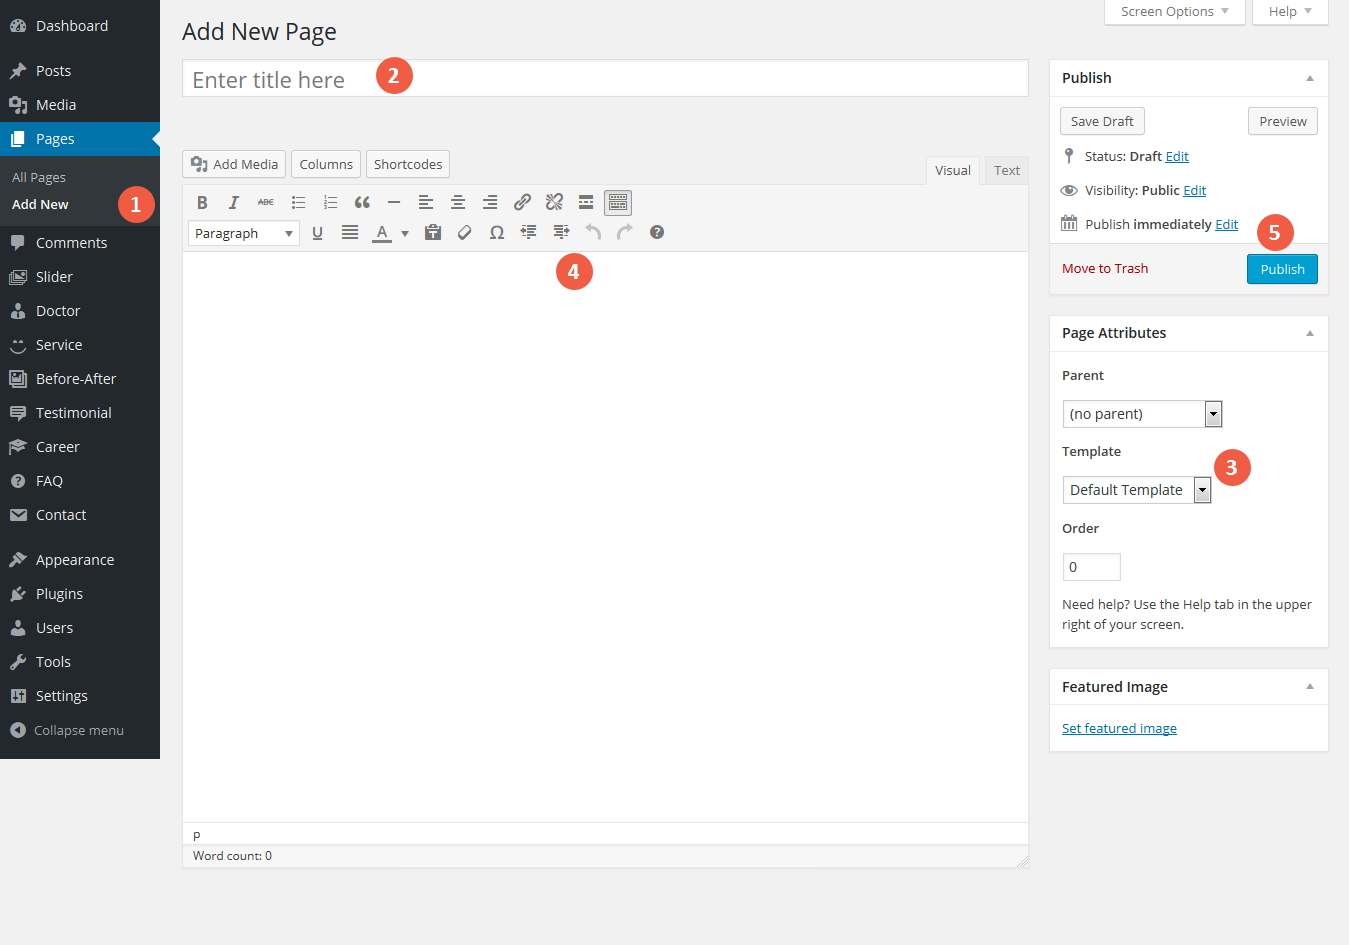 Dashboard
Posts
Media
Pages
All Pages
Add New
1
Comments
Slider
Doctor
Service
Before-After
Testimonial
Career
FAQ
Contact
Appearance
Plugins
Users
Tools
Settings
Collapse menu
Screen Options
Help
Add New Page
Enter title here
2
Add Media
Columns
Shortcodes
Visual
Text
B I ABC
Paragraph U A T Ω ?
4
p
Word count: 0
Publish
Save Draft
Preview
Status: Draft Edit
Visibility: Public Edit
Publish immediately Edit
5
Move to Trash
Publish
Page Attributes
Parent
(no parent)
Template
3
Default Template
Order
0
Need help? Use the Help tab in the upper
right of your screen.
Featured Image
Set featured image